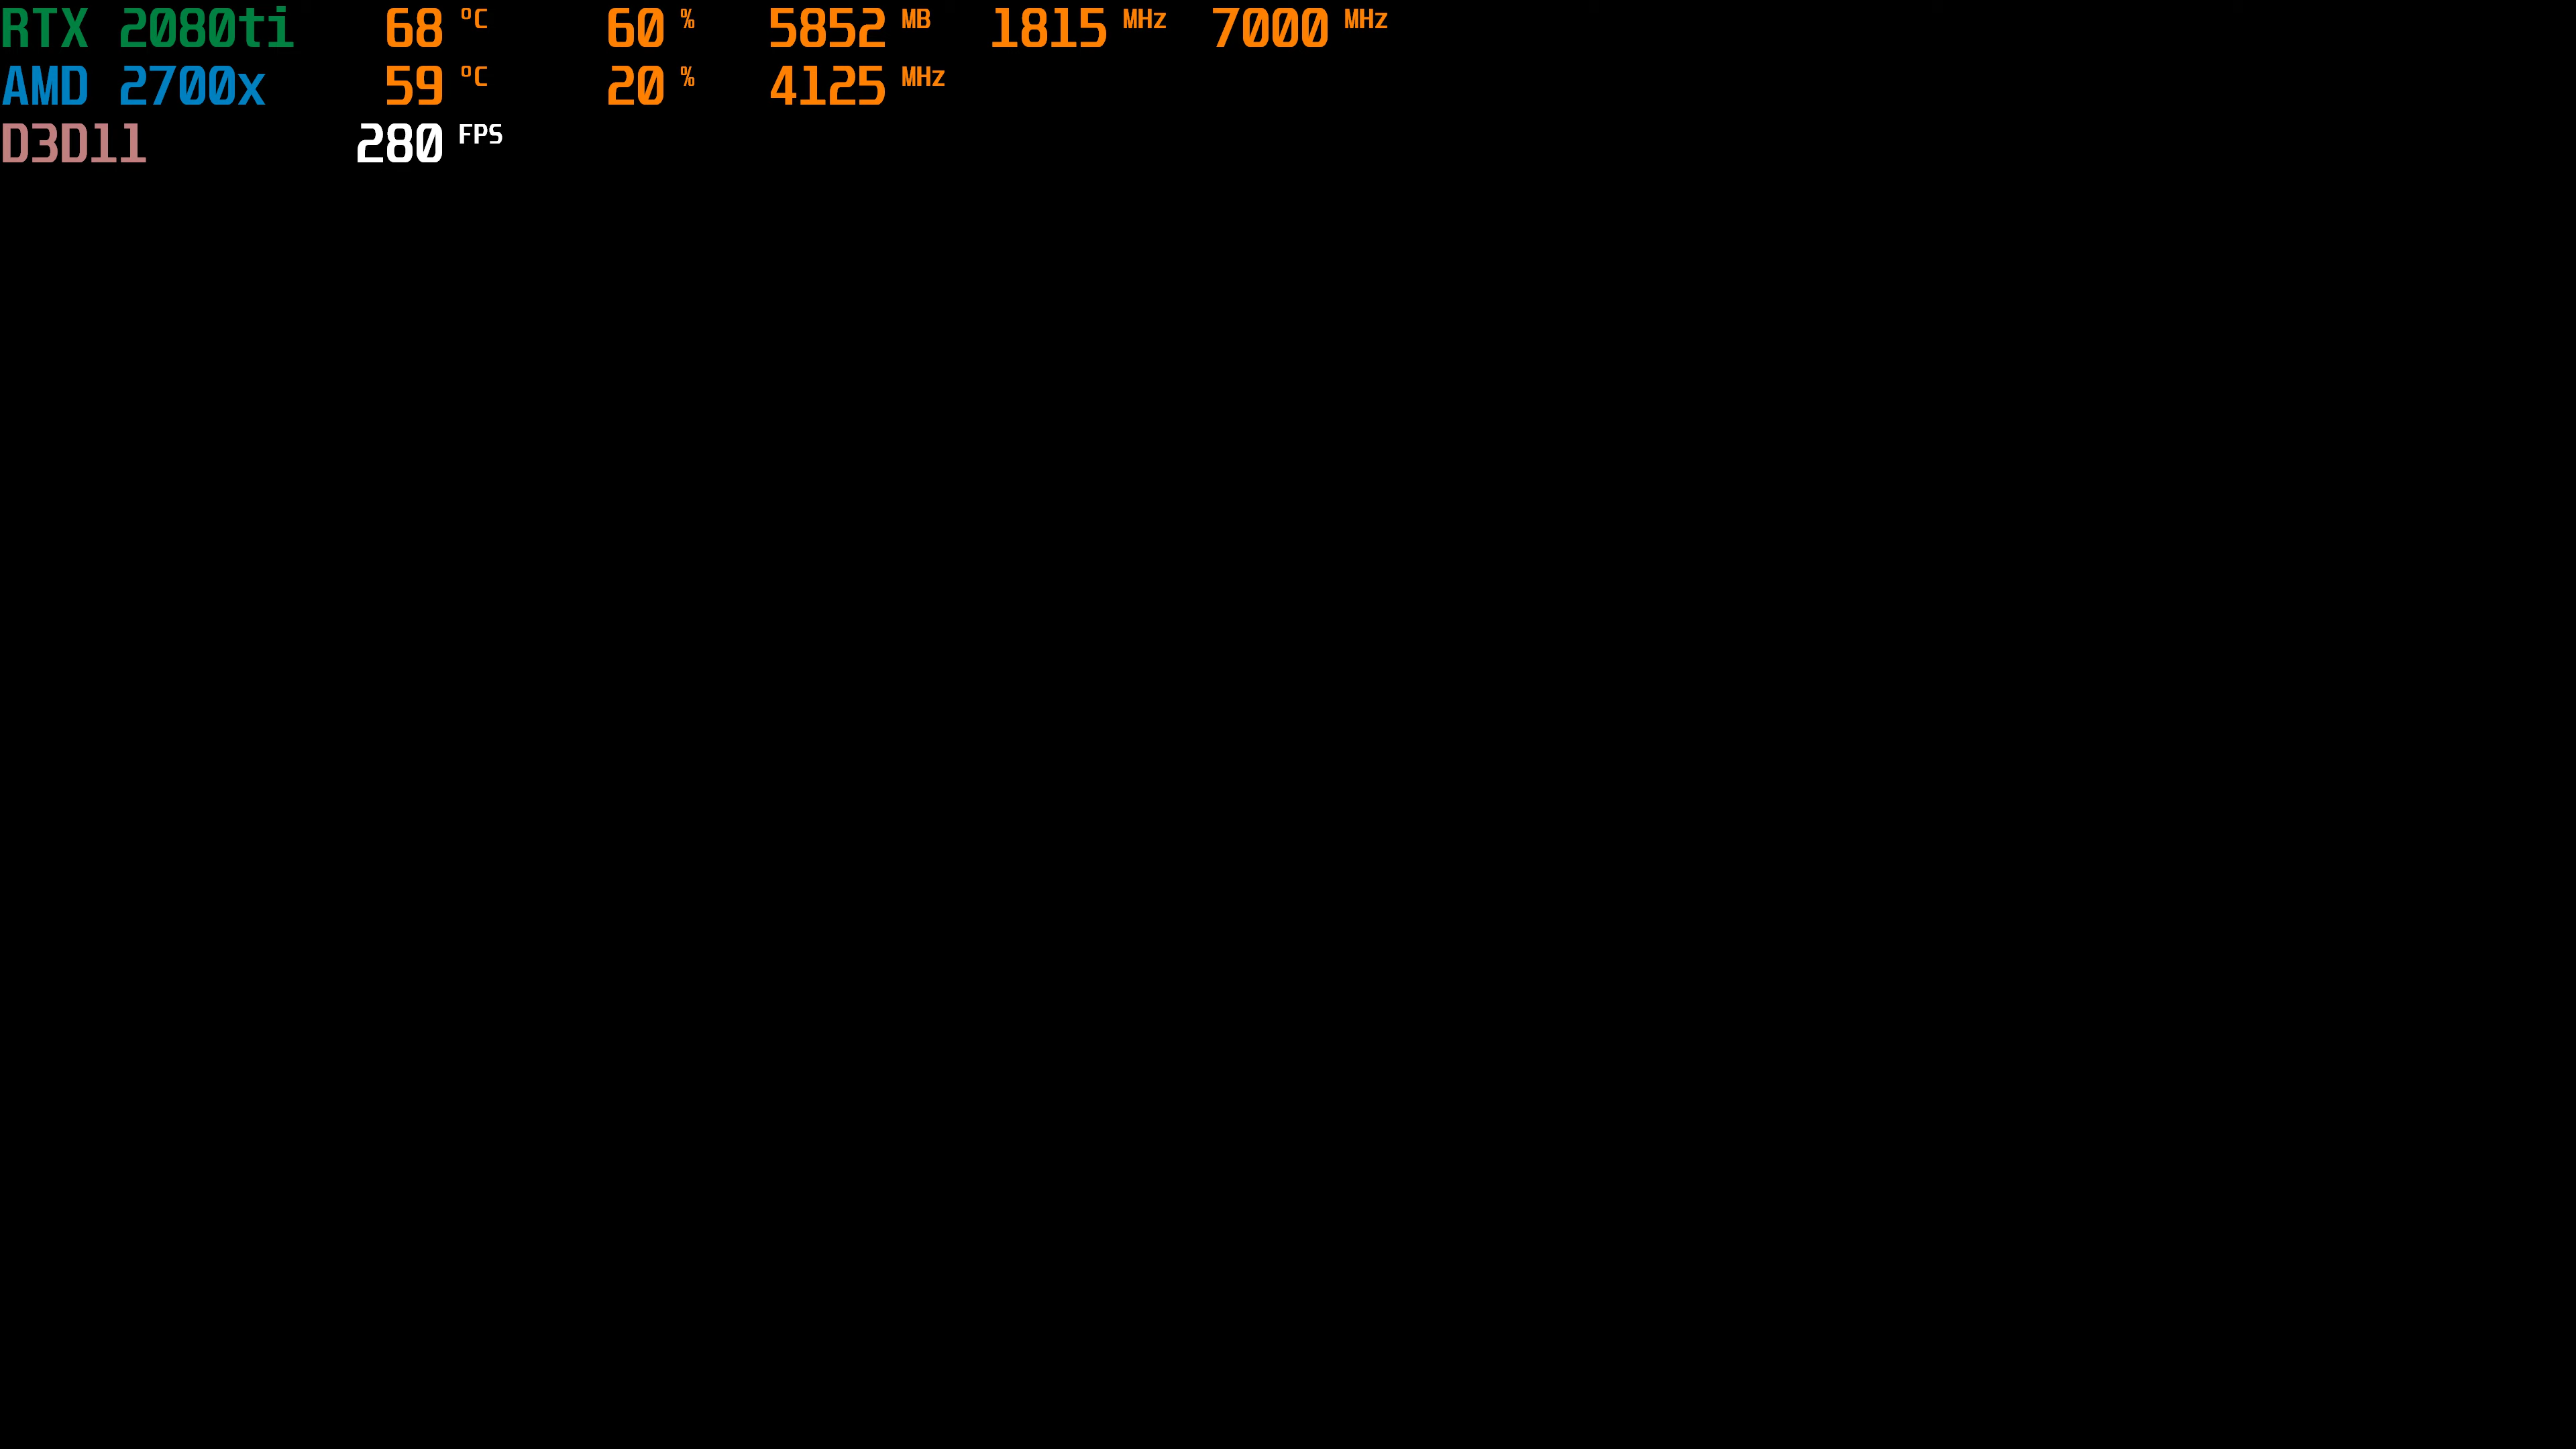 RTX 2080ti 68 °C 60 % 5852 MB 1815 MHz 7000 MHz
AMD 2700x 59 °C 20 % 4125 MHz
D3D11 280 FPS